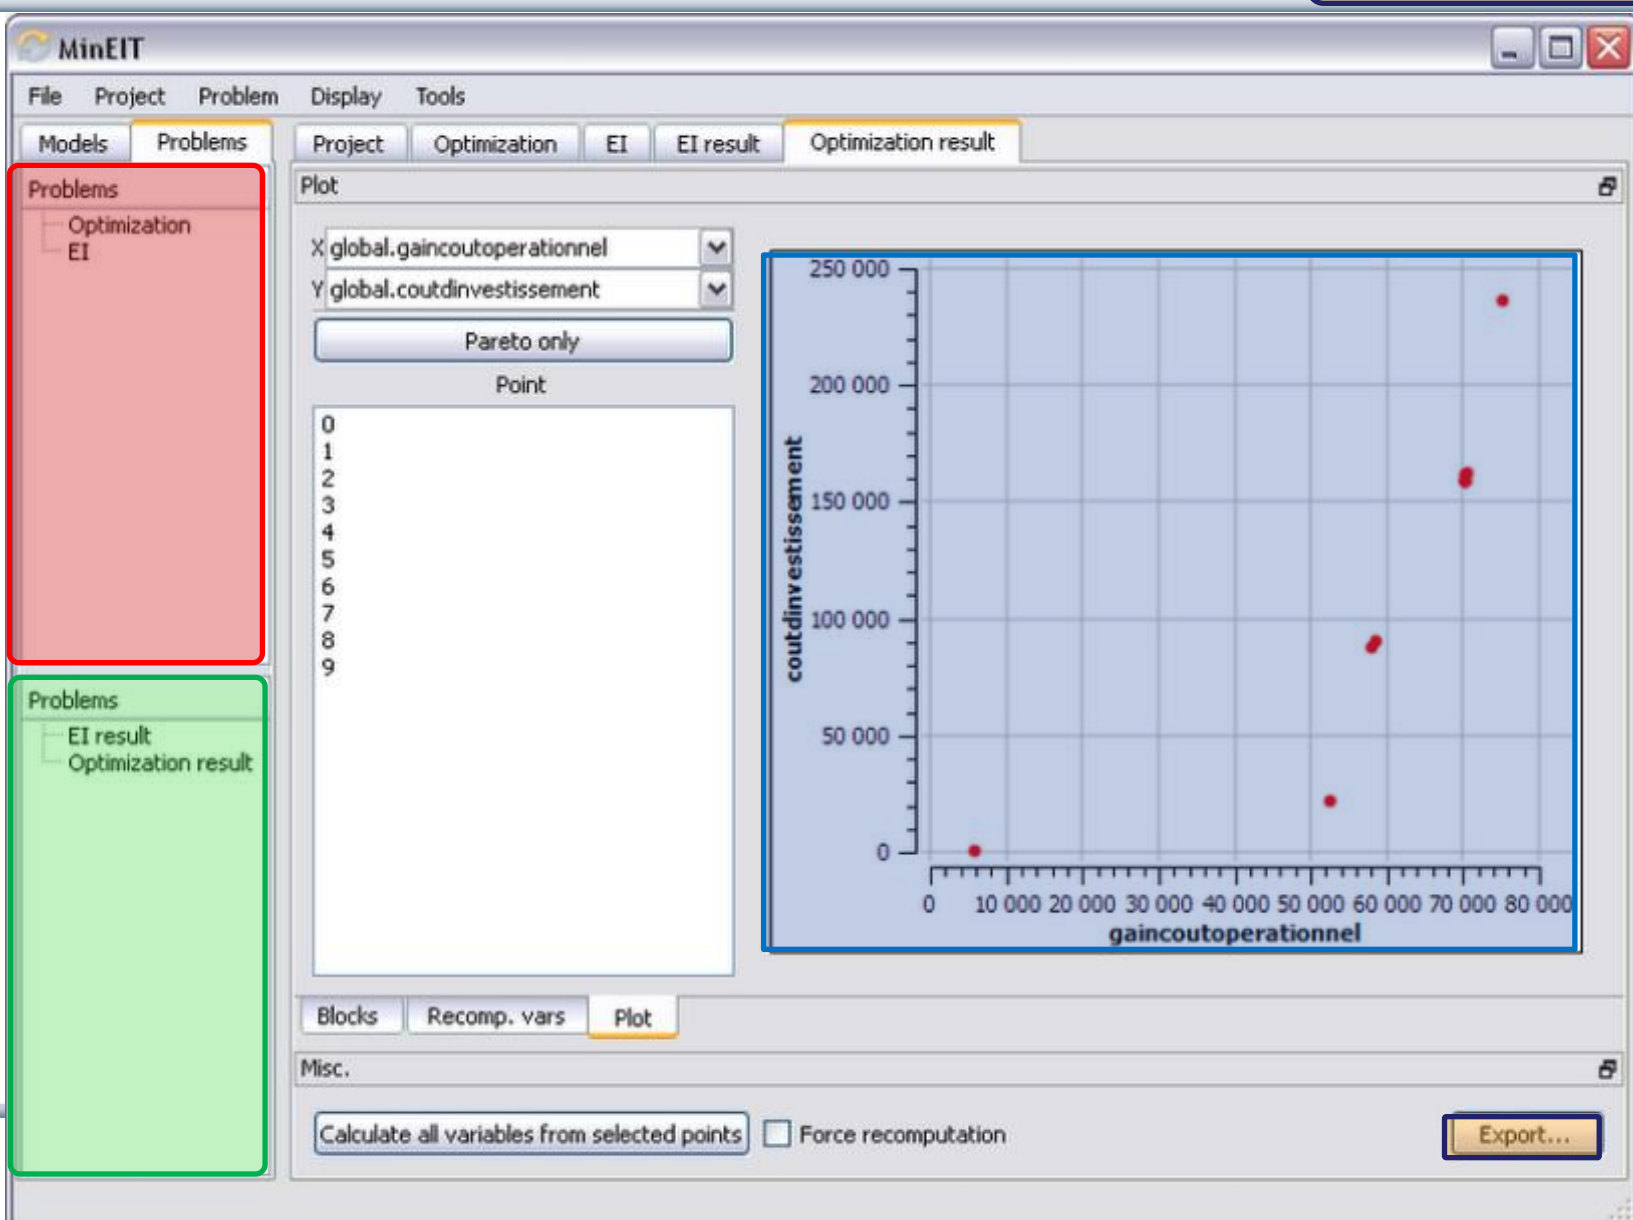 MinEIT
File Project Problem Display Tools
Models Problems
Project Optimization EI EI result Optimization result
Problems
Optimization
EI
Problems
EI result
Optimization result
Plot
X global.gaincoutoperationnel
Y global.coutdinvestissement
Pareto only
Point
0
1
2
3
4
5
6
7
8
9
250 000
200 000
150 000
100 000
50 000
0
coutdinvestissement
0 10 000 20 000 30 000 40 000 50 000 60 000 70 000 80 000
gaincoutoperationnel
Blocks Recomp. vars Plot
Misc.
Calculate all variables from selected points Force recomputation Export...